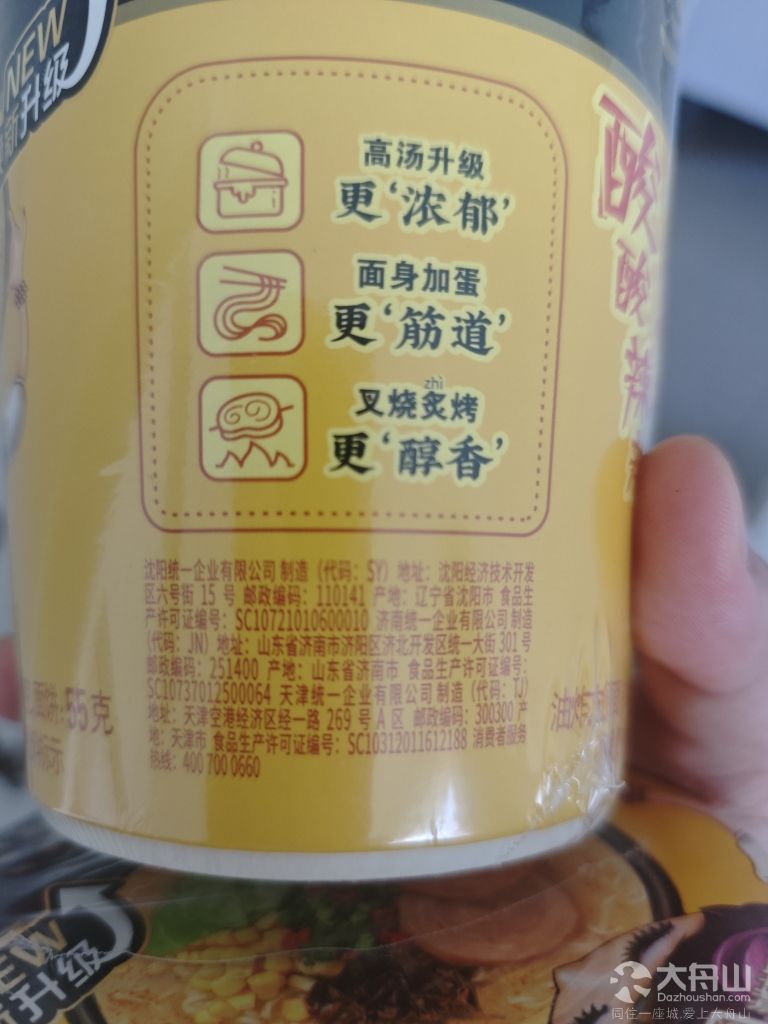 NEW
新升级
高汤升级
更‘浓郁’
面身加蛋
更‘筋道’
zhì
叉烧炙烤
更‘醇香’
酸
酸
辣
沈阳统一企业有限公司 制造（代码：SY）地址：沈阳经济技术开发
区六号街 15 号 邮政编码：110141 产地：辽宁省沈阳市 食品生
产许可证编号：SC10721010600010 济南统一企业有限公司 制造
（代码：JN）地址：山东省济南市济阳区济北开发区统一大街 301 号
邮政编码：251400 产地：山东省济南市 食品生产许可证编号：
SC10737012500064 天津统一企业有限公司 制造（代码：TJ）
地址：天津空港经济区经一路 269 号 A 区 邮政编码：300300 产
地：天津市 食品生产许可证编号：SC10312011612188 消费者服务
热线：400 700 0660
面饼：55克
标示
油炸
NEW
升级
大舟山
Dazhoushan.com
同住一座城.爱上大舟山